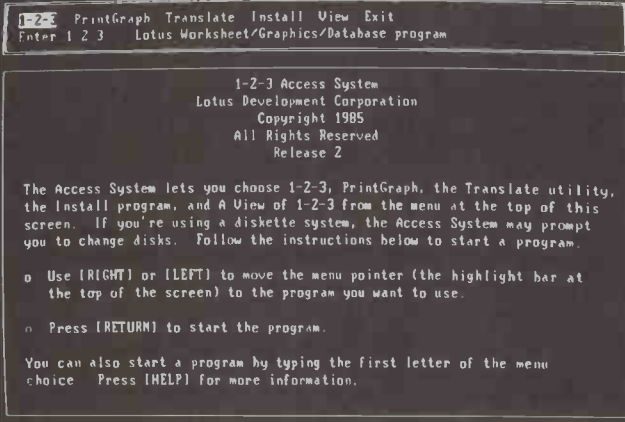 1-2-3 PrintGraph Translate Install View Exit
Enter 1 2 3 Lotus Worksheet/Graphics/Database program
1-2-3 Access System
Lotus Development Corporation
Copyright 1985
All Rights Reserved
Release 2
The Access System lets you choose 1-2-3, PrintGraph, the Translate utility,
the Install program, and A View of 1-2-3 from the menu at the top of this
screen. If you're using a diskette system, the Access System may prompt
you to change disks. Follow the instructions below to start a program.
o Use [RIGHT] or [LEFT] to move the menu pointer (the highlight bar at
the top of the screen) to the program you want to use.
o Press [RETURN] to start the program.
You can also start a program by typing the first letter of the menu
choice Press [HELP] for more information.